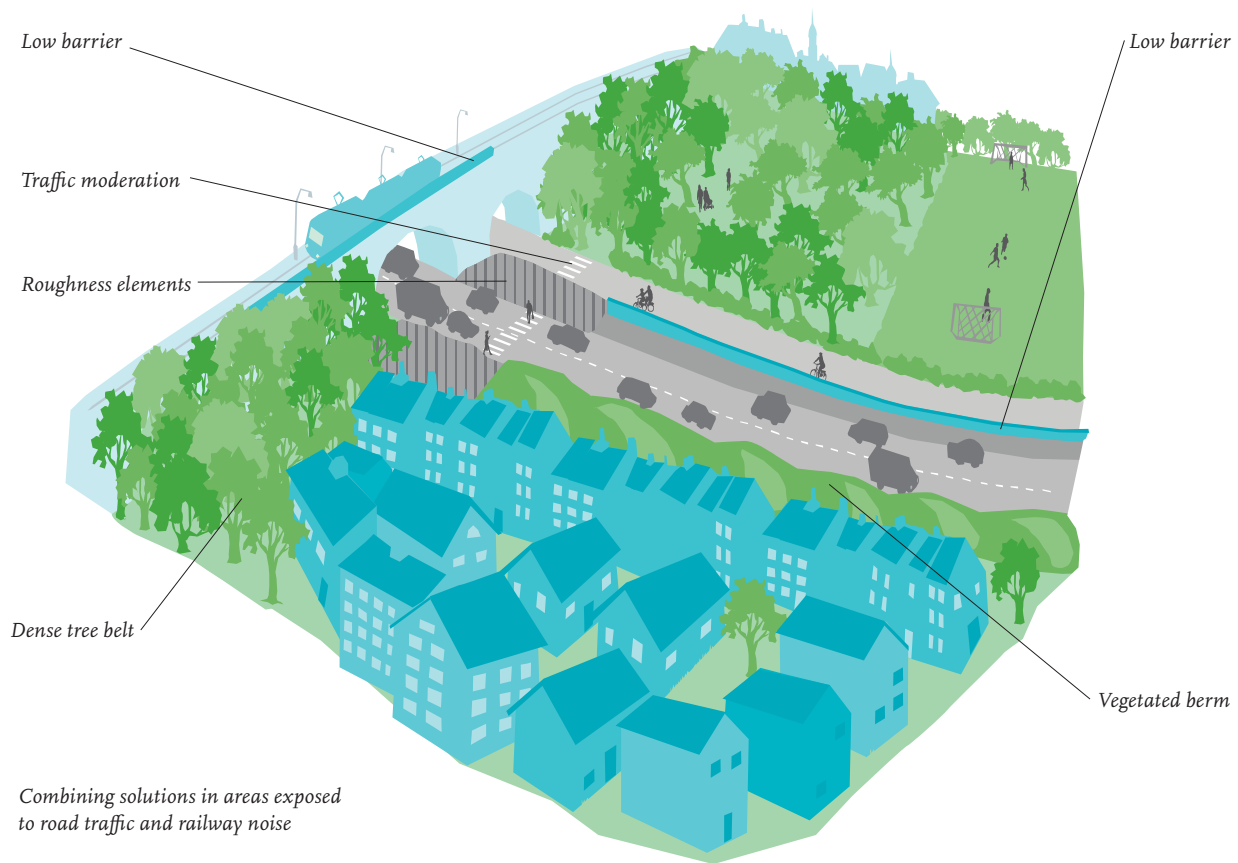 Low barrier
Low barrier
Traffic moderation
Roughness elements
Dense tree belt
Vegetated berm
Combining solutions in areas exposed
to road traffic and railway noise